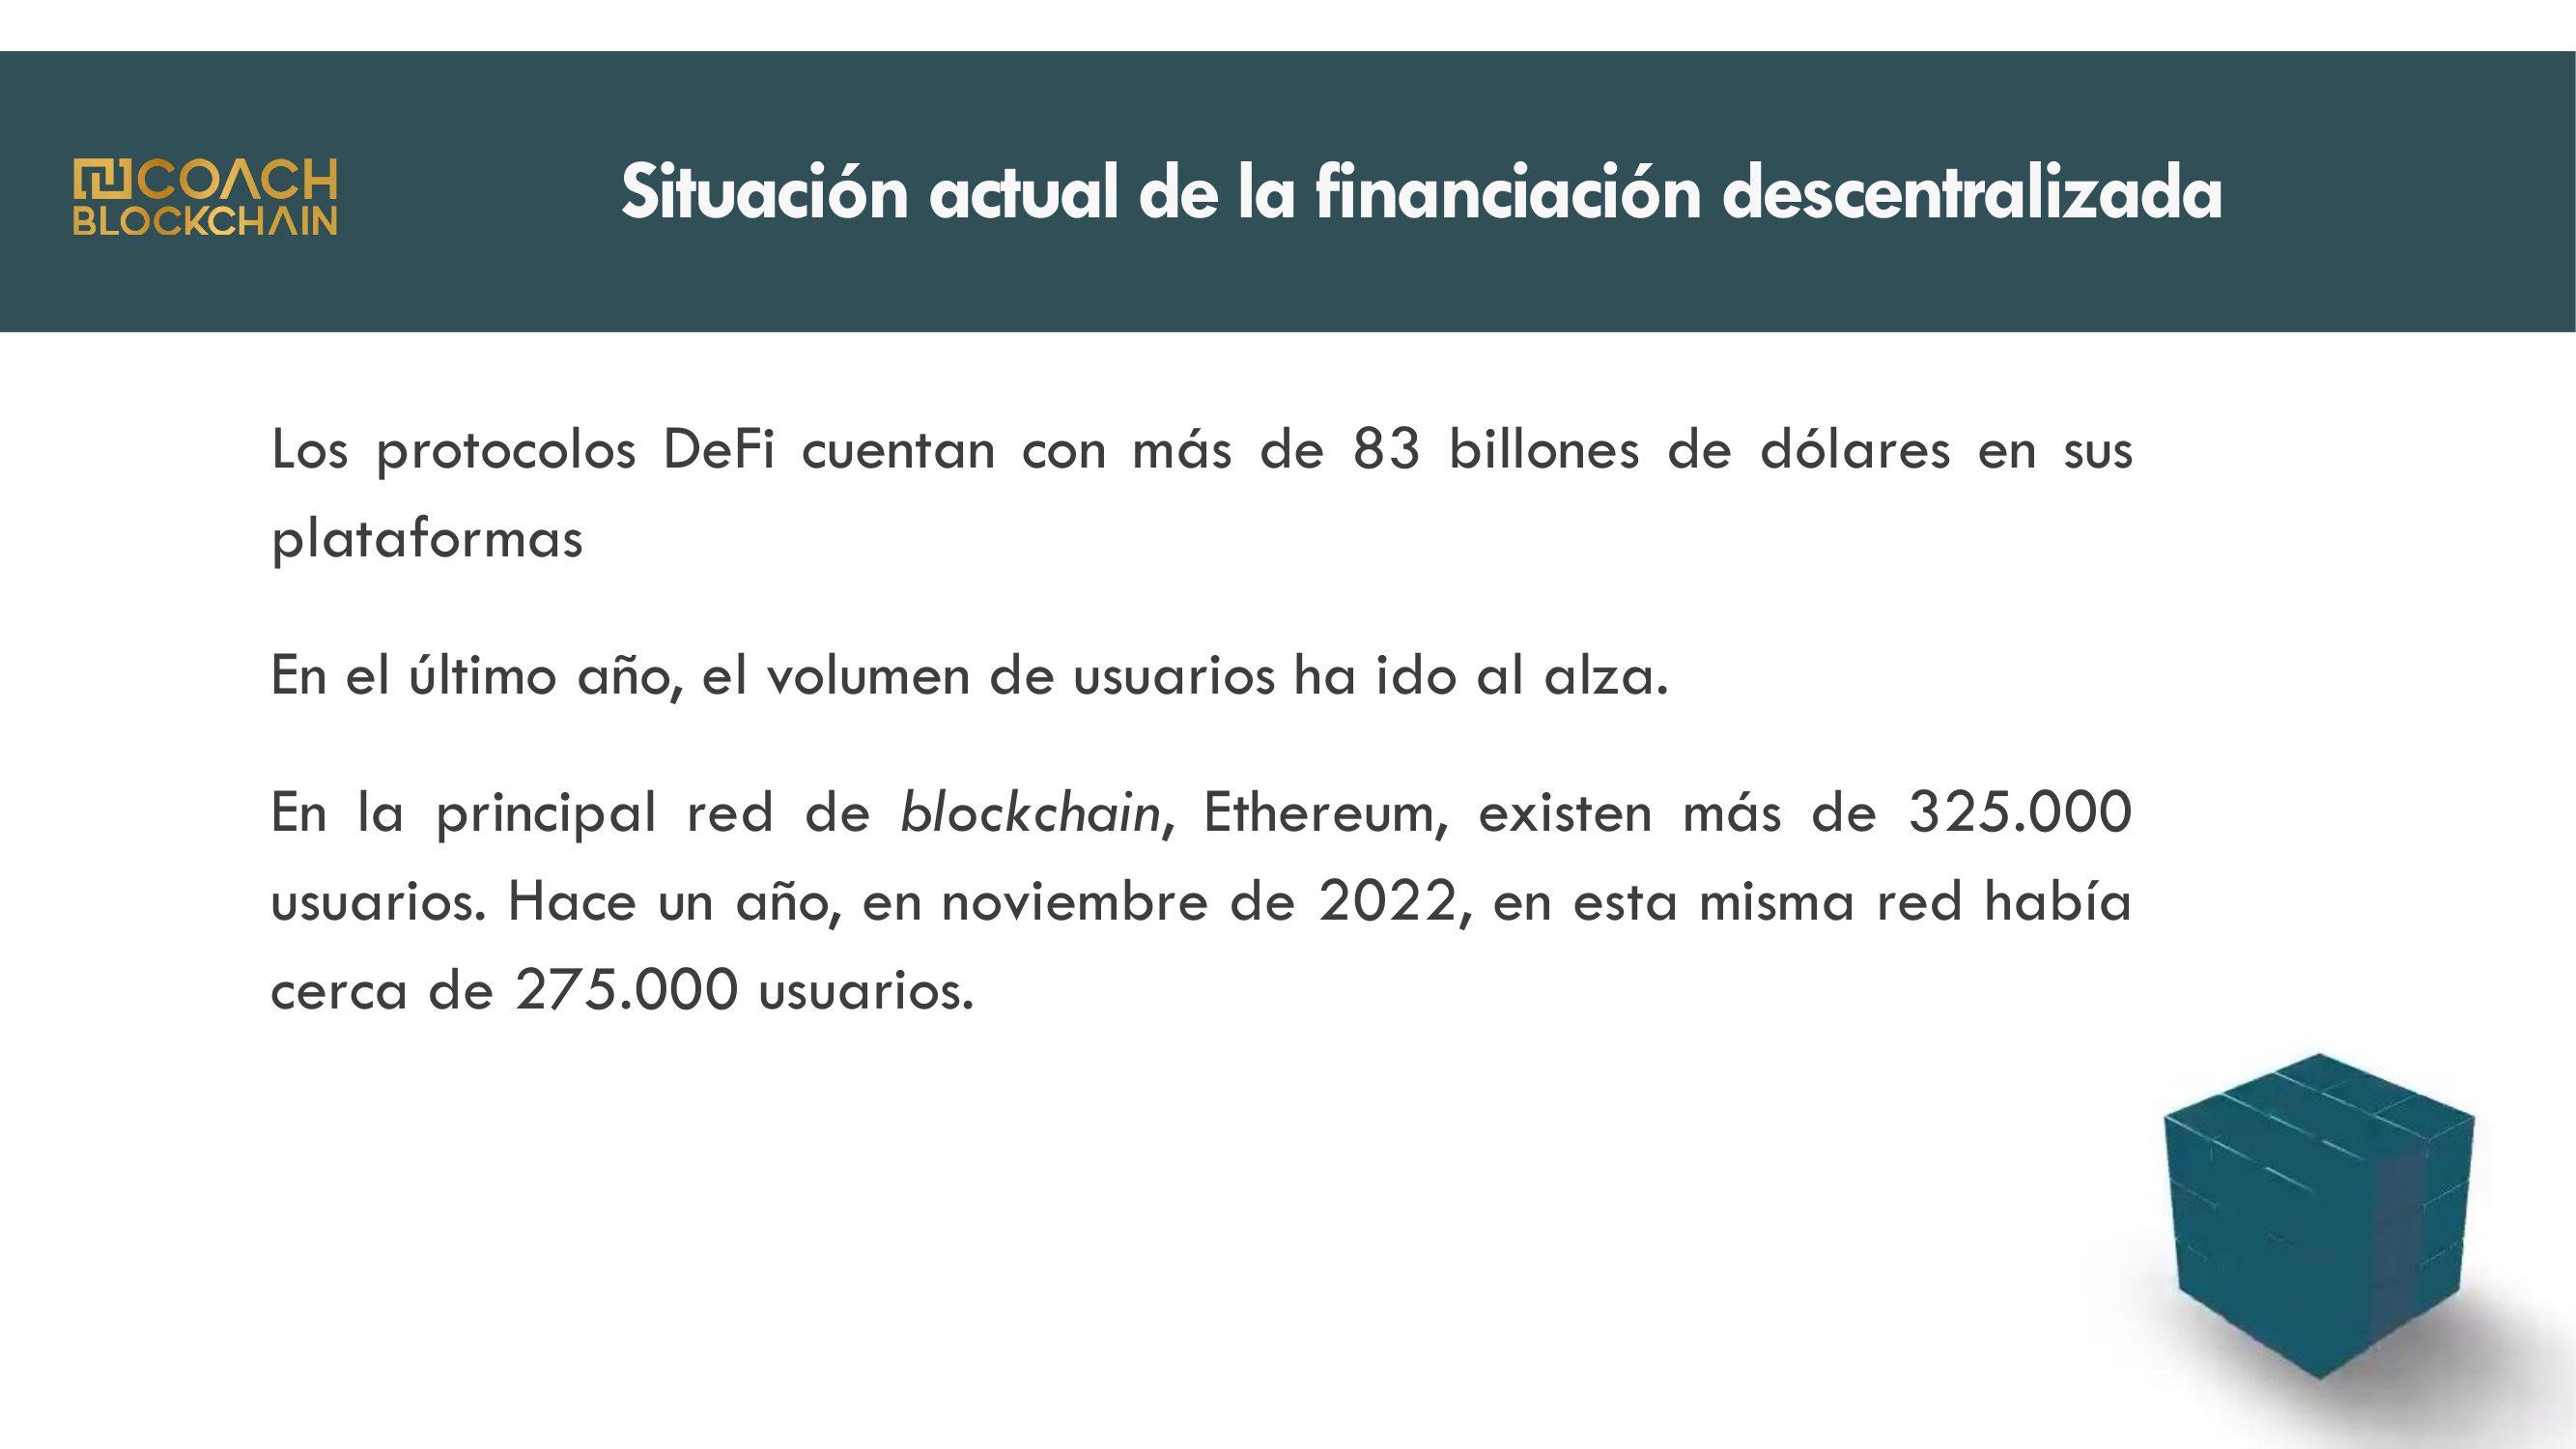 COACH
BLOCKCHAIN
Situación actual de la financiación descentralizada
Los protocolos DeFi cuentan con más de 83 billones de dólares en sus
plataformas
En el último año, el volumen de usuarios ha ido al alza.
En la principal red de blockchain, Ethereum, existen más de 325.000
usuarios. Hace un año, en noviembre de 2022, en esta misma red había
cerca de 275.000 usuarios.